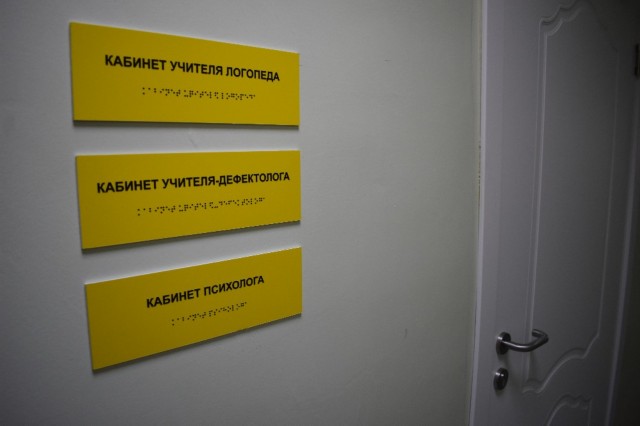 КАБИНЕТ УЧИТЕЛЯ ЛОГОПЕДА
КАБИНЕТ УЧИТЕЛЯ-ДЕФЕКТОЛОГА
КАБИНЕТ ПСИХОЛОГА